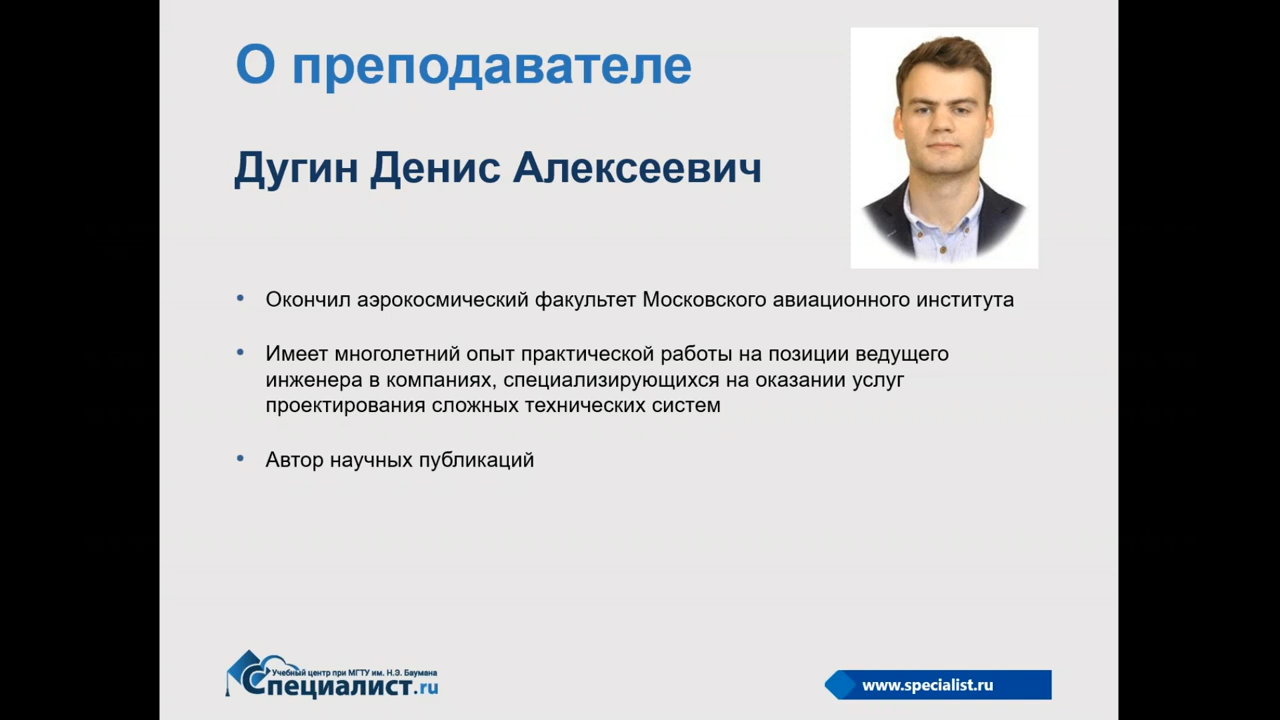 О преподавателе
Дугин Денис Алексеевич
• Окончил аэрокосмический факультет Московского авиационного института
• Имеет многолетний опыт практической работы на позиции ведущего
инженера в компаниях, специализирующихся на оказании услуг
проектирования сложных технических систем
• Автор научных публикаций
Учебный центр при МГТУ им. Н.Э. Баумана
Специалист.ru
www.specialist.ru